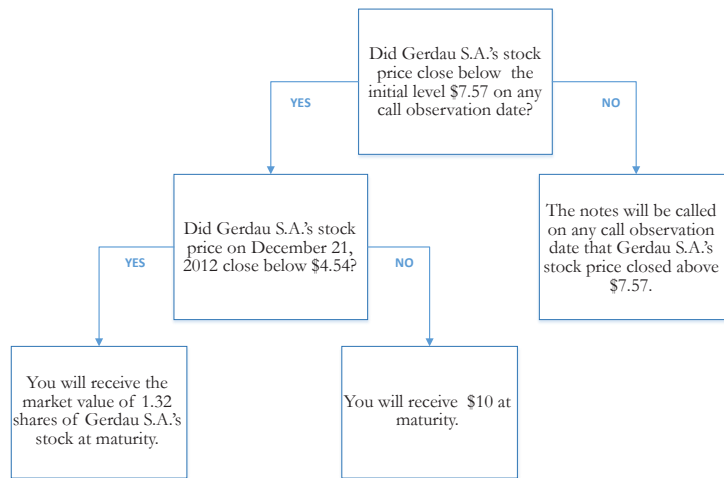 Did Gerdau S.A.'s stock
price close below the
initial level $7.57 on any
call observation date?
YES
NO
Did Gerdau S.A.'s stock
price on December 21,
2012 close below $4.54?
The notes will be called
on any call observation
date that Gerdau S.A.'s
stock price closed above
$7.57.
YES
NO
You will receive the
market value of 1.32
shares of Gerdau S.A.'s
stock at maturity.
You will receive $10 at
maturity.